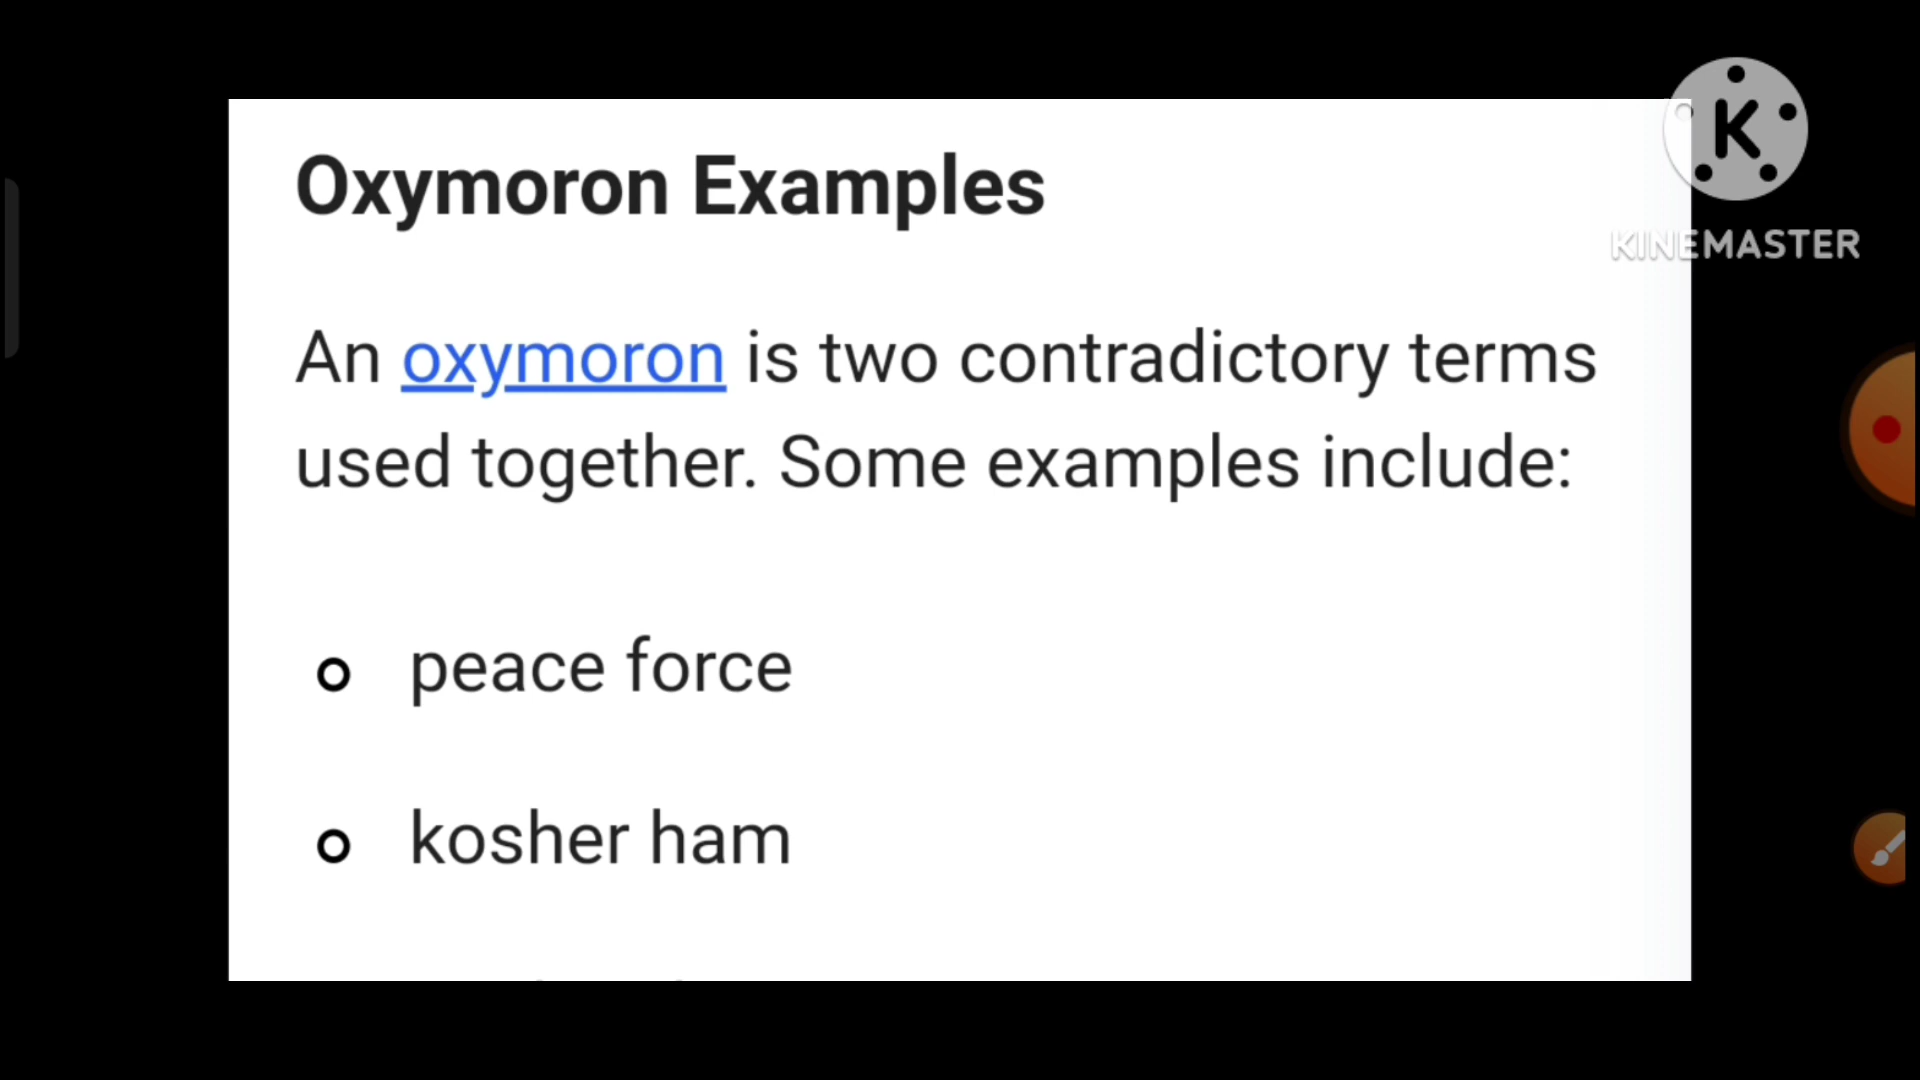 Oxymoron Examples
K
KINEMASTER
An oxymoron is two contradictory terms
used together. Some examples include:
peace force
kosher ham